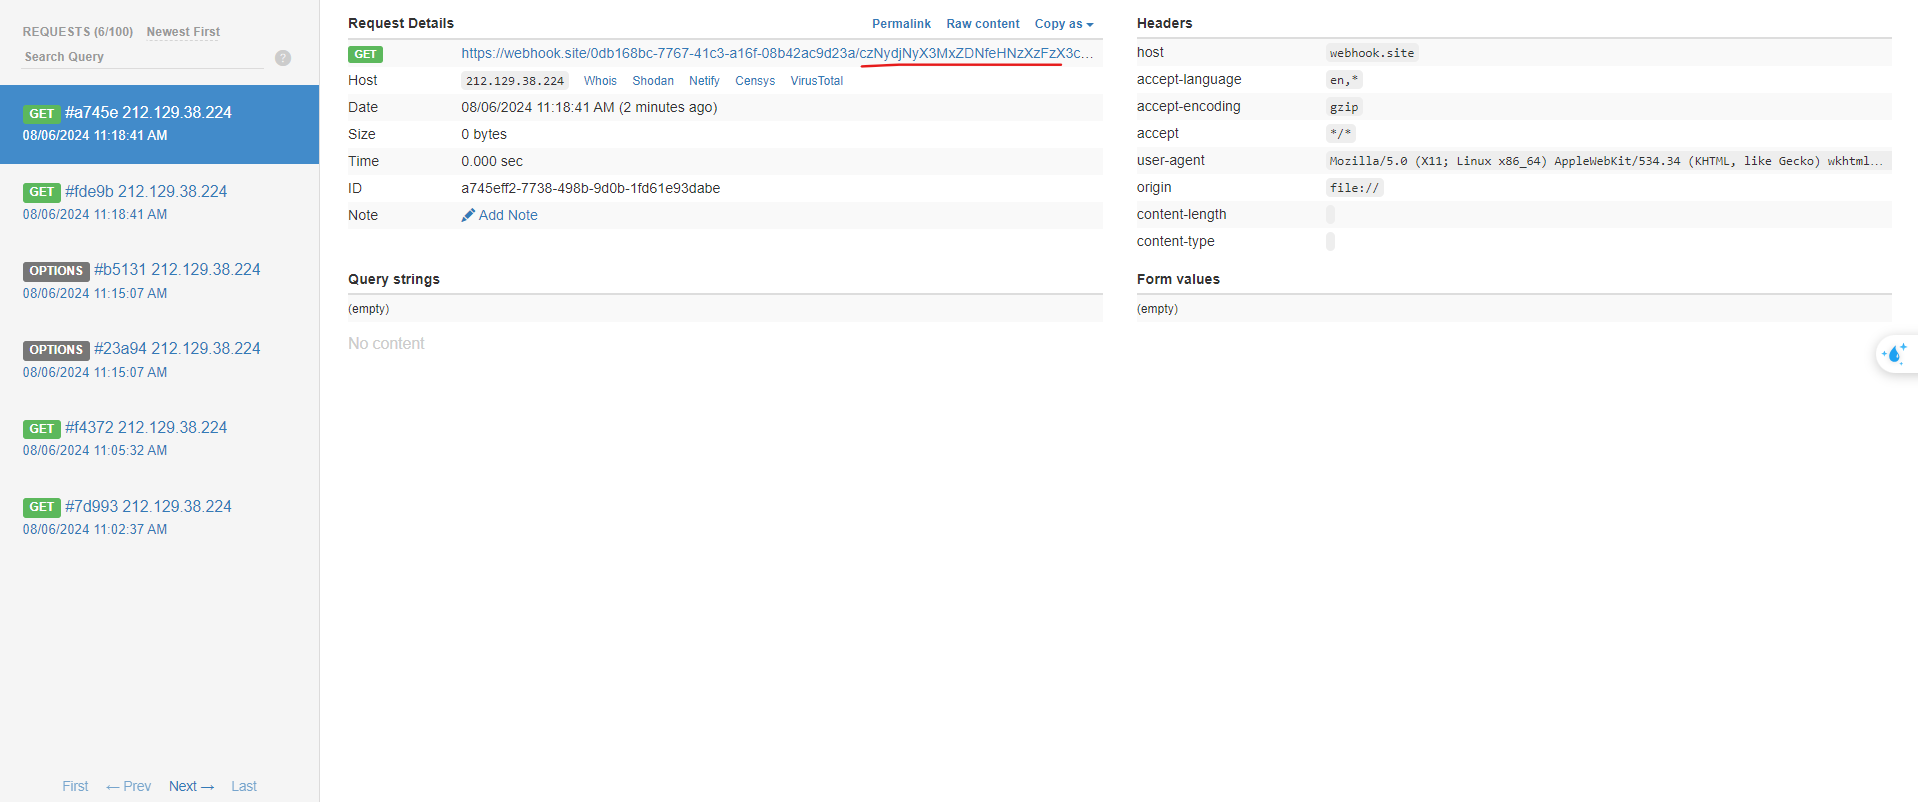 REQUESTS (6/100) Newest First
Search Query ?
GET #a745e 212.129.38.224
08/06/2024 11:18:41 AM
GET #fde9b 212.129.38.224
08/06/2024 11:18:41 AM
OPTIONS #b5131 212.129.38.224
08/06/2024 11:15:07 AM
OPTIONS #23a94 212.129.38.224
08/06/2024 11:15:07 AM
GET #f4372 212.129.38.224
08/06/2024 11:05:32 AM
GET #7d993 212.129.38.224
08/06/2024 11:02:37 AM
First ← Prev Next → Last
Request Details Permalink Raw content Copy as
GET https://webhook.site/0db168bc-7767-41c3-a16f-08b42ac9d23a/czNydjNyX3MxZDNfeHNzXzFzX3c...
Host 212.129.38.224 Whois Shodan Netify Censys VirusTotal
Date 08/06/2024 11:18:41 AM (2 minutes ago)
Size 0 bytes
Time 0.000 sec
ID a745eff2-7738-498b-9d0b-1fd61e93dabe
Note Add Note
Query strings
(empty)
No content
Headers
host webhook.site
accept-language en,*
accept-encoding gzip
accept */*
user-agent Mozilla/5.0 (X11; Linux x86_64) AppleWebKit/534.34 (KHTML, like Gecko) wkhtml...
origin file://
content-length
content-type
Form values
(empty)